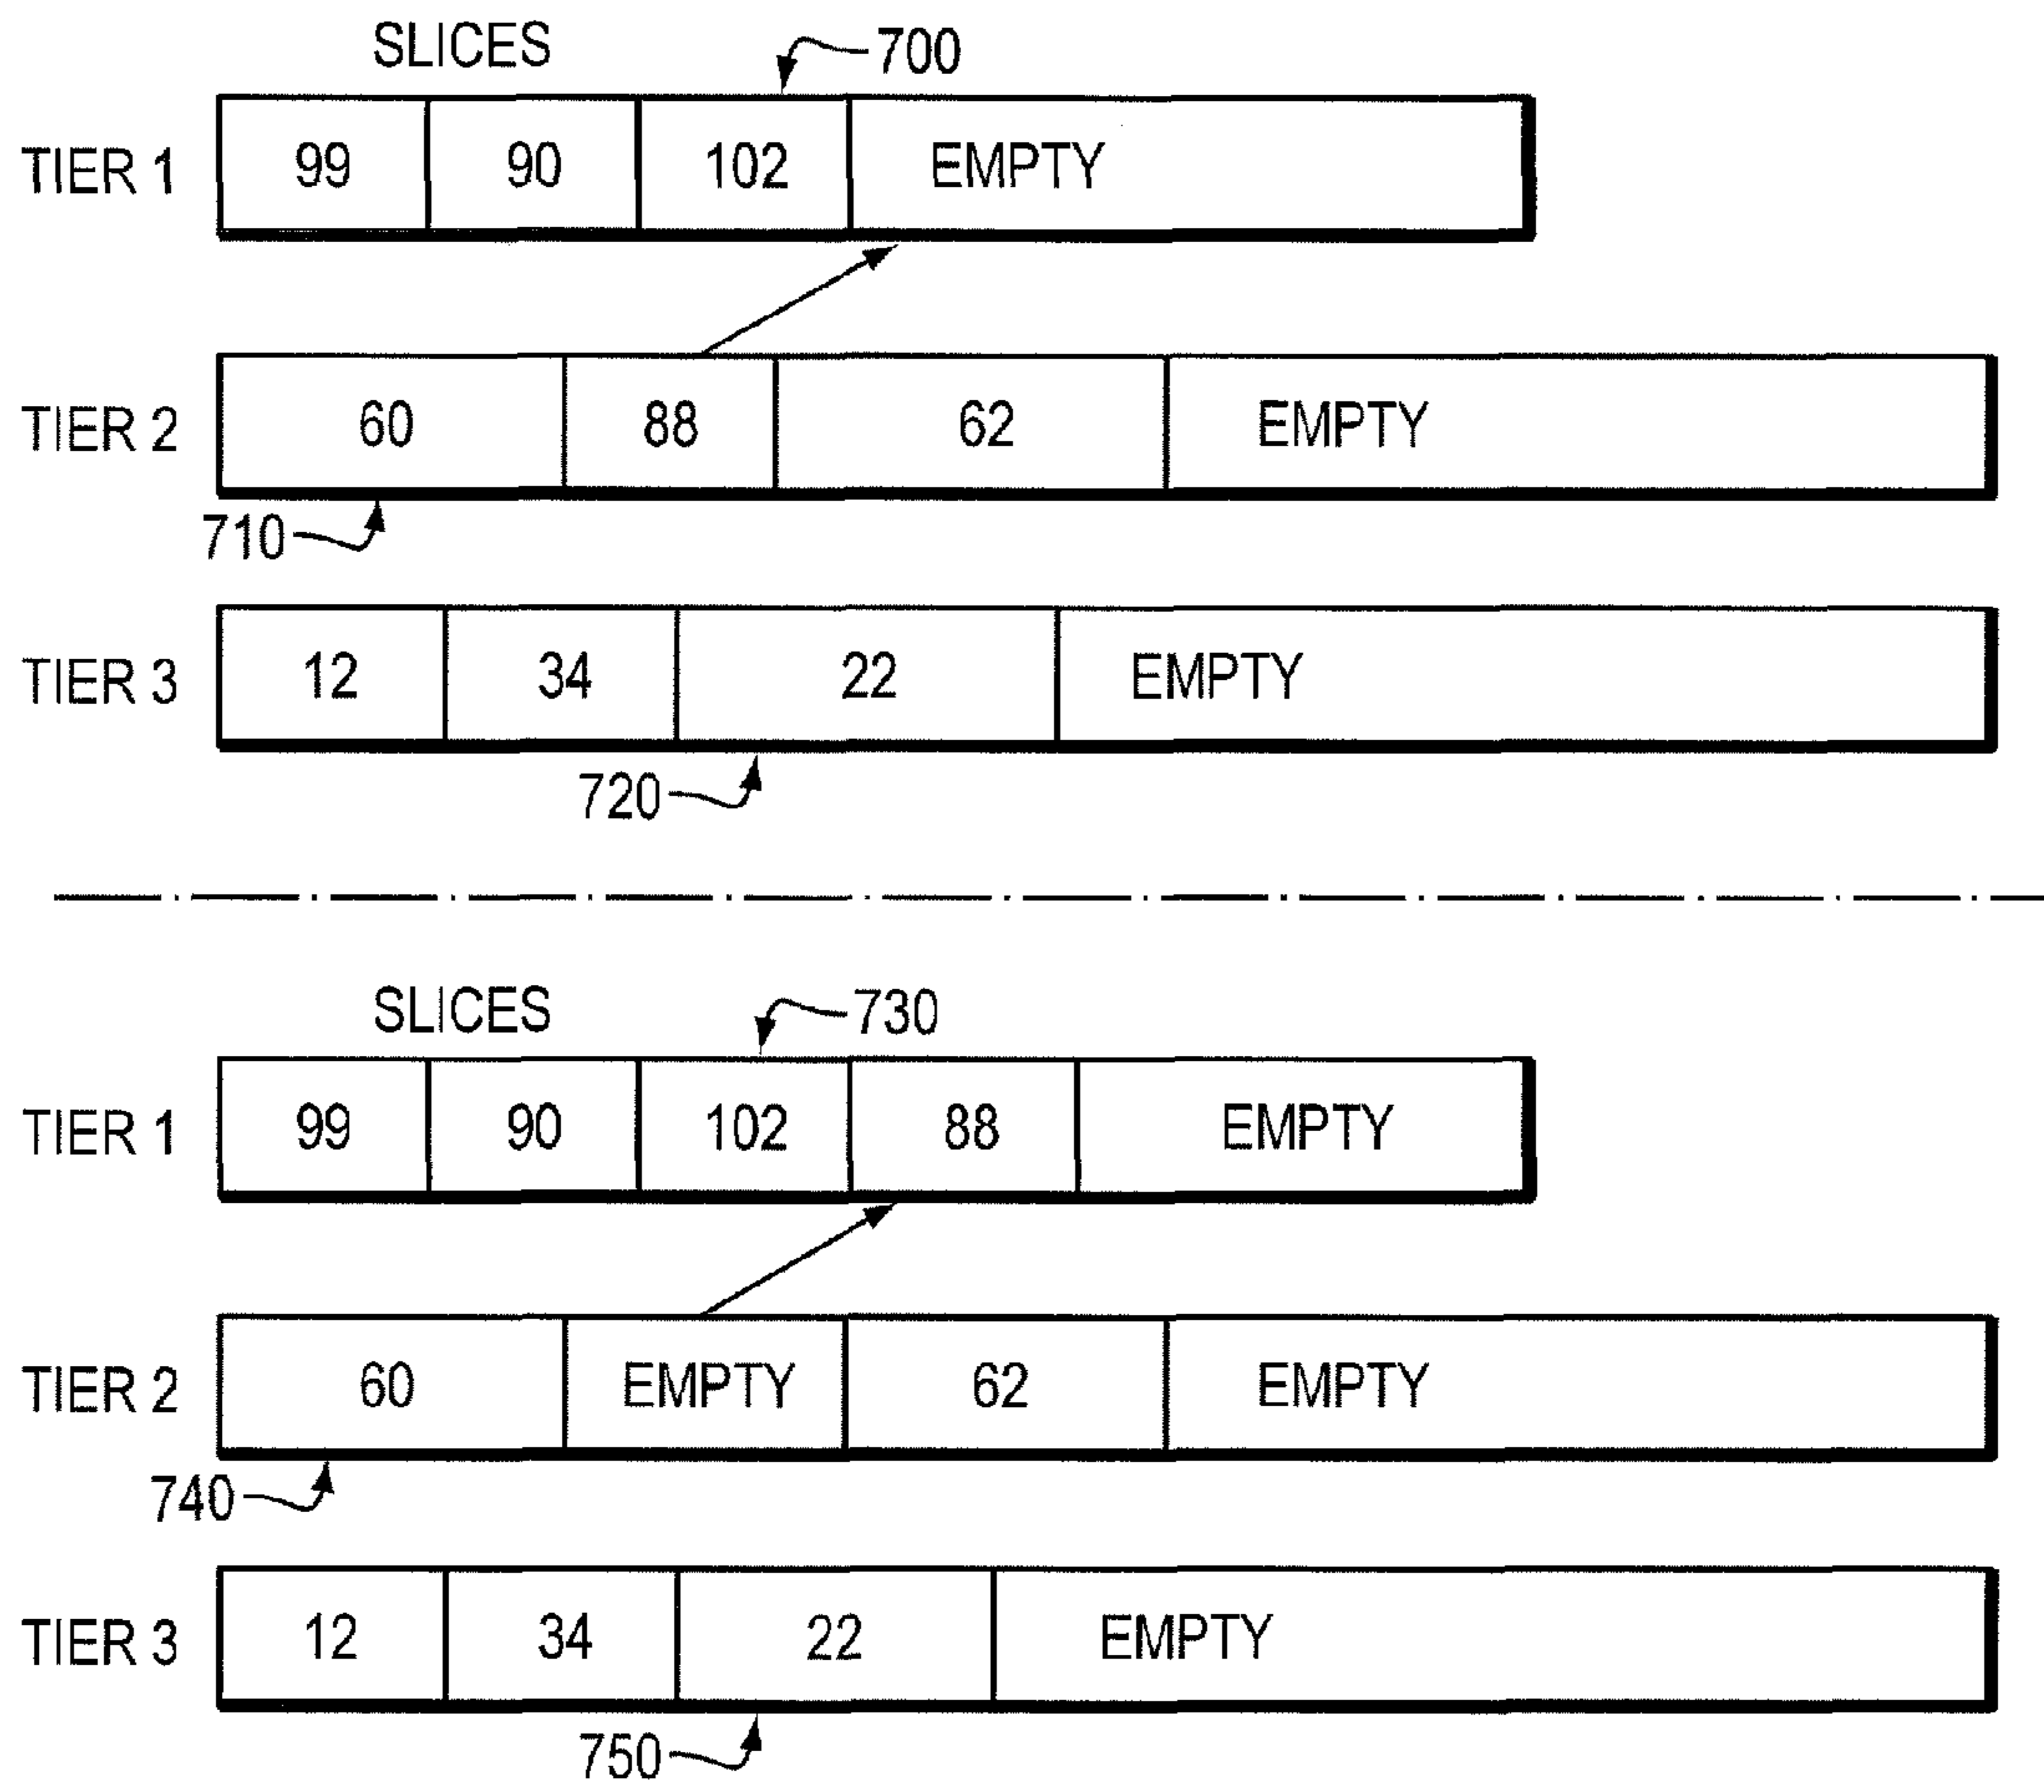 SLICES 700
TIER 1 99 90 102 EMPTY
TIER 2 60 88 62 EMPTY
710
TIER 3 12 34 22 EMPTY
720
SLICES 730
TIER 1 99 90 102 88 EMPTY
TIER 2 60 EMPTY 62 EMPTY
740
TIER 3 12 34 22 EMPTY
750